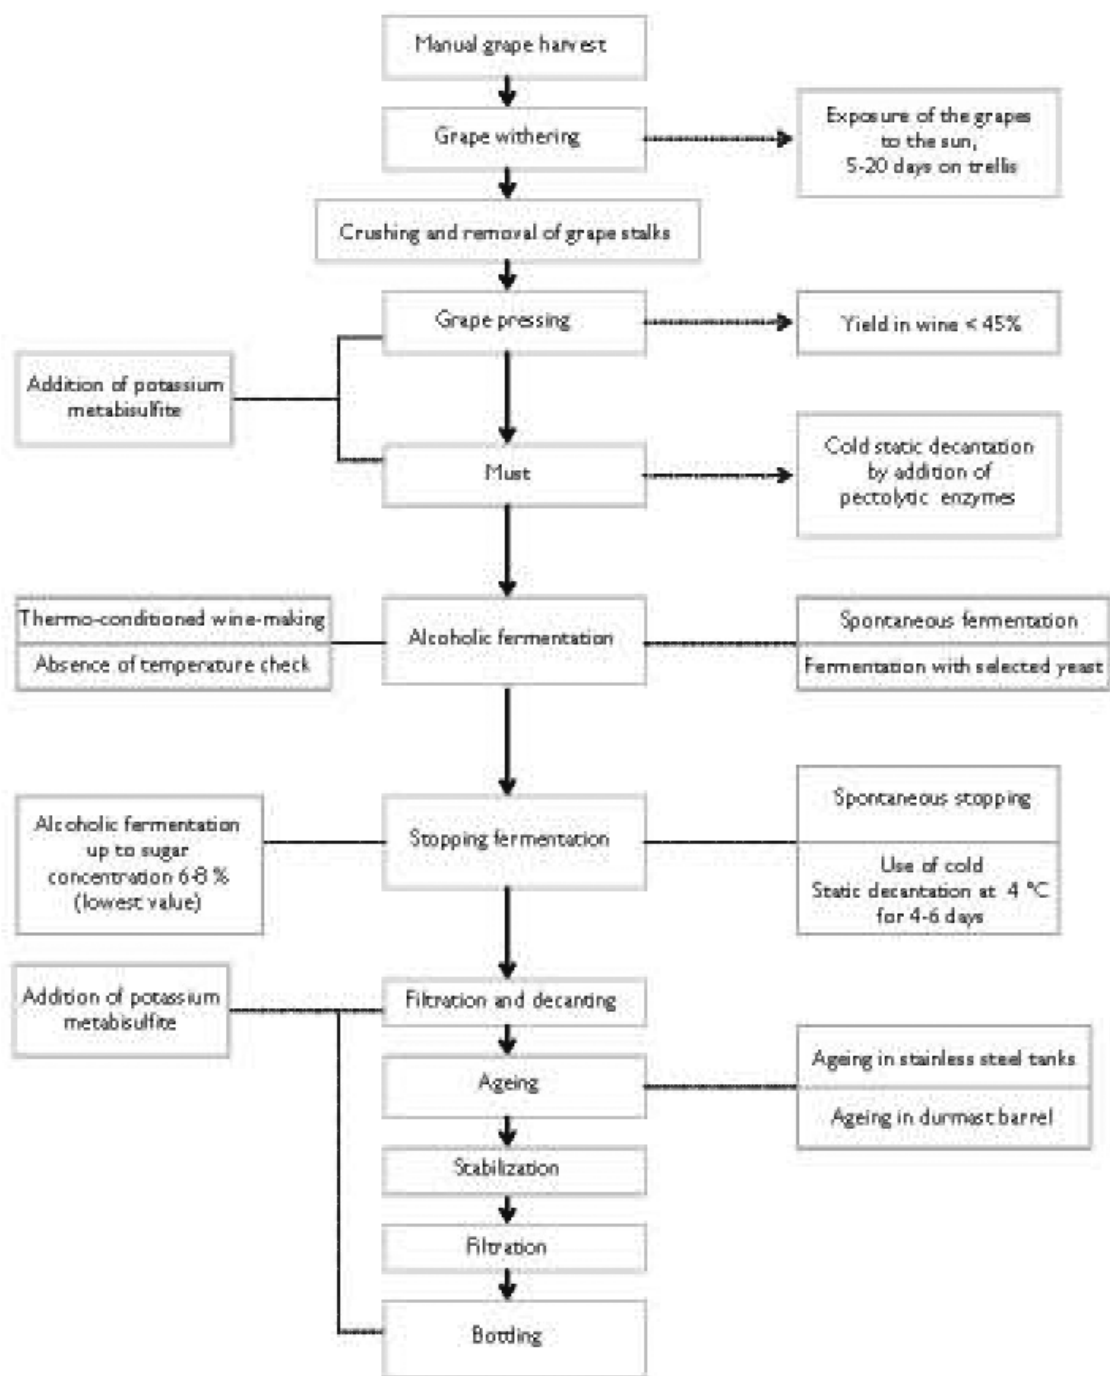 Manual grape harvest
Grape withering
Exposure of the grapes
to the sun,
5-20 days on trellis
Crushing and removal of grape stalks
Grape pressing
Yield in wine < 45%
Addition of potassium
metabisulfite
Must
Cold static decantation
by addition of
pectolytic enzymes
Thermo-conditioned wine-making
Absence of temperature check
Alcoholic fermentation
Spontaneous fermentation
Fermentation with selected yeast
Alcoholic fermentation
up to sugar
concentration 6-8 %
(lowest value)
Stopping fermentation
Spontaneous stopping
Use of cold
Static decantation at 4 °C
for 4-6 days
Addition of potassium
metabisulfite
Filtration and decanting
Ageing
Ageing in stainless steel tanks
Ageing in durmast barrel
Stabilization
Filtration
Bottling